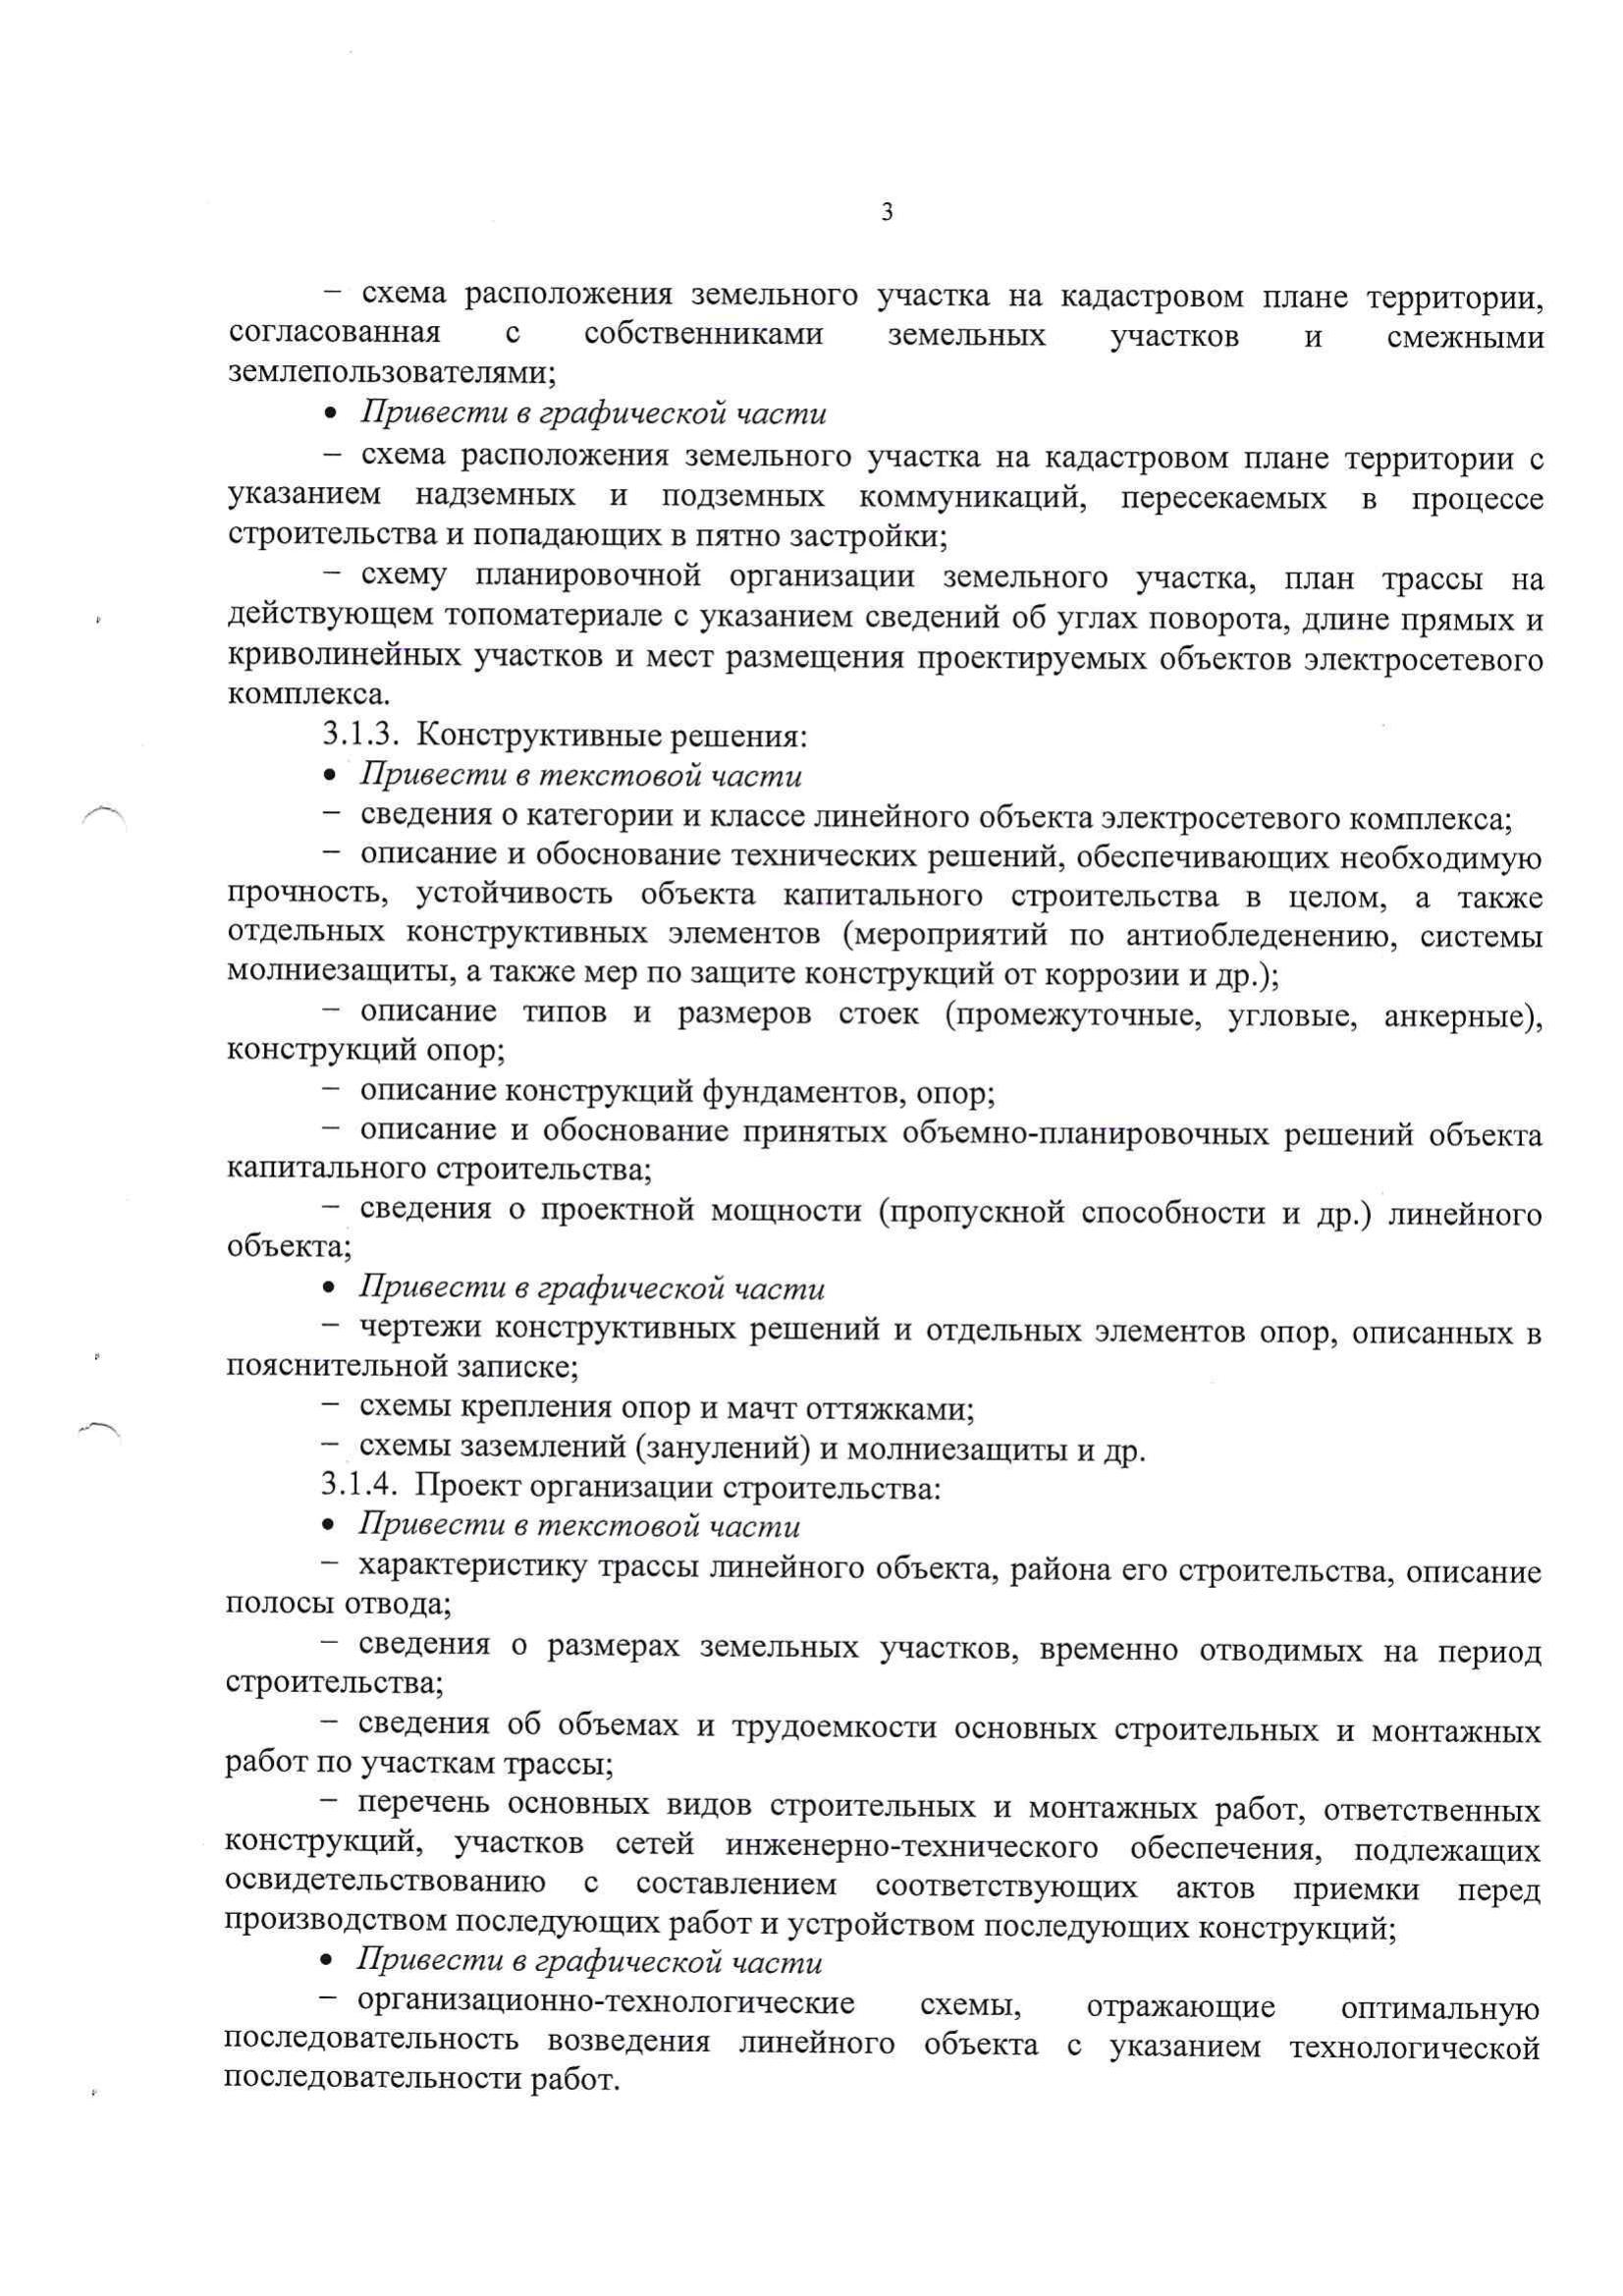 3
– схема расположения земельного участка на кадастровом плане территории,
согласованная с собственниками земельных участков и смежными
землепользователями;
• Привести в графической части
– схема расположения земельного участка на кадастровом плане территории с
указанием надземных и подземных коммуникаций, пересекаемых в процессе
строительства и попадающих в пятно застройки;
– схему планировочной организации земельного участка, план трассы на
действующем топоматериале с указанием сведений об углах поворота, длине прямых и
криволинейных участков и мест размещения проектируемых объектов электросетевого
комплекса.
3.1.3. Конструктивные решения:
• Привести в текстовой части
– сведения о категории и классе линейного объекта электросетевого комплекса;
– описание и обоснование технических решений, обеспечивающих необходимую
прочность, устойчивость объекта капитального строительства в целом, а также
отдельных конструктивных элементов (мероприятий по антиобледенению, системы
молниезащиты, а также мер по защите конструкций от коррозии и др.);
– описание типов и размеров стоек (промежуточные, угловые, анкерные),
конструкций опор;
– описание конструкций фундаментов, опор;
– описание и обоснование принятых объемно-планировочных решений объекта
капитального строительства;
– сведения о проектной мощности (пропускной способности и др.) линейного
объекта;
• Привести в графической части
– чертежи конструктивных решений и отдельных элементов опор, описанных в
пояснительной записке;
– схемы крепления опор и мачт оттяжками;
– схемы заземлений (занулений) и молниезащиты и др.
3.1.4. Проект организации строительства:
• Привести в текстовой части
– характеристику трассы линейного объекта, района его строительства, описание
полосы отвода;
– сведения о размерах земельных участков, временно отводимых на период
строительства;
– сведения об объемах и трудоемкости основных строительных и монтажных
работ по участкам трассы;
– перечень основных видов строительных и монтажных работ, ответственных
конструкций, участков сетей инженерно-технического обеспечения, подлежащих
освидетельствованию с составлением соответствующих актов приемки перед
производством последующих работ и устройством последующих конструкций;
• Привести в графической части
– организационно-технологические схемы, отражающие оптимальную
последовательность возведения линейного объекта с указанием технологической
последовательности работ.